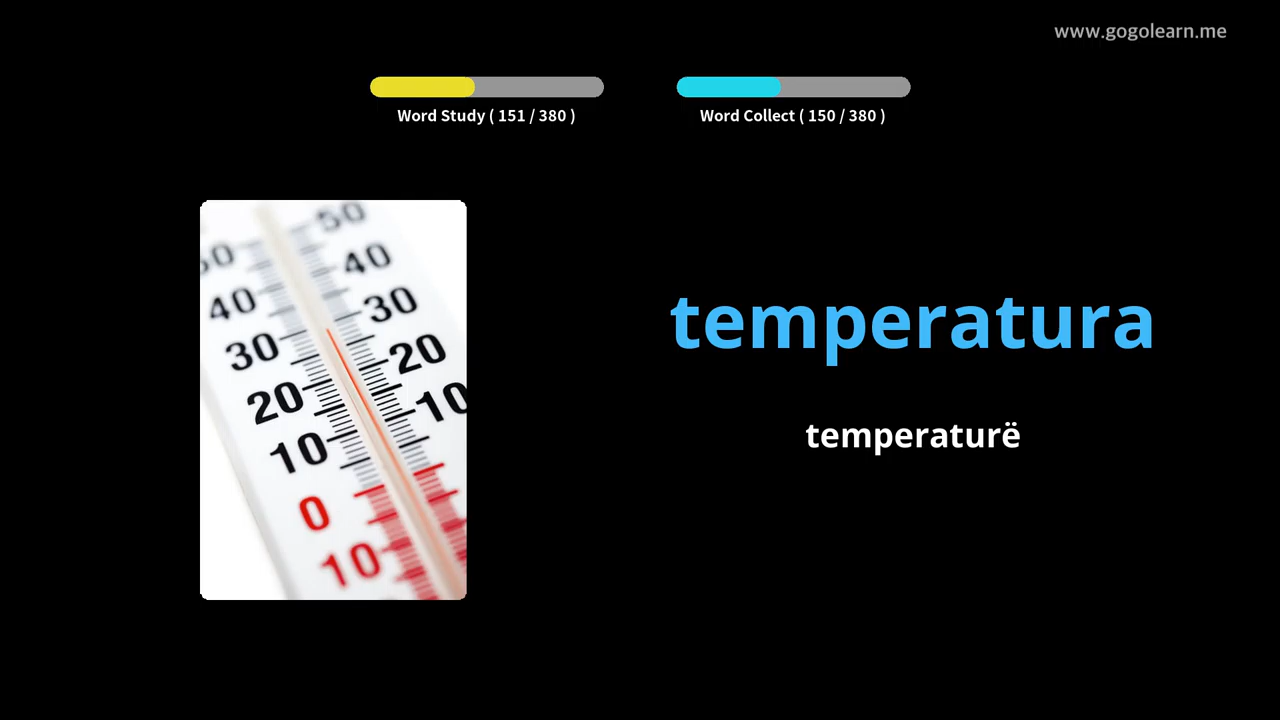 www.gogolearn.me
Word Study ( 151 / 380 )
Word Collect ( 150 / 380 )
50
40
40
30
30
20
20
10
10
0
10
temperatura
temperaturë